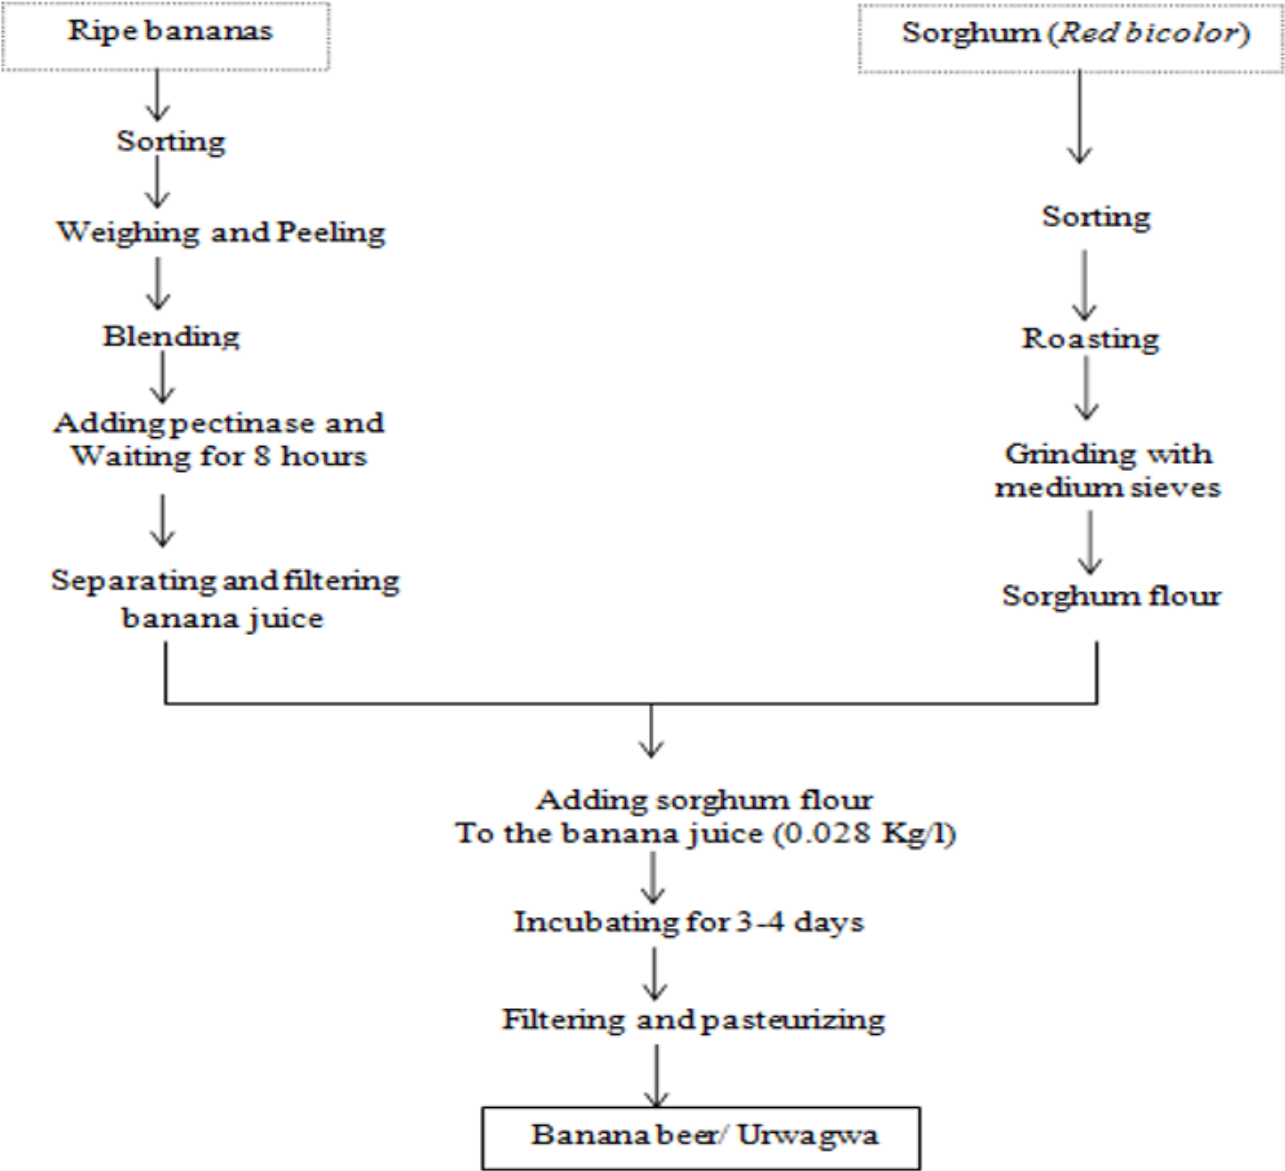 Ripe bananas
Sorting
Weighing and Peeling
Blending
Adding pectinase and
Waiting for 8 hours
Separating and filtering
banana juice
Sorghum (Red bicolor)
Sorting
Roasting
Grinding with
medium sieves
Sorghum flour
Adding sorghum flour
To the banana juice (0.028 Kg/l)
Incubating for 3-4 days
Filtering and pasteurizing
Banana beer/ Urwagwa